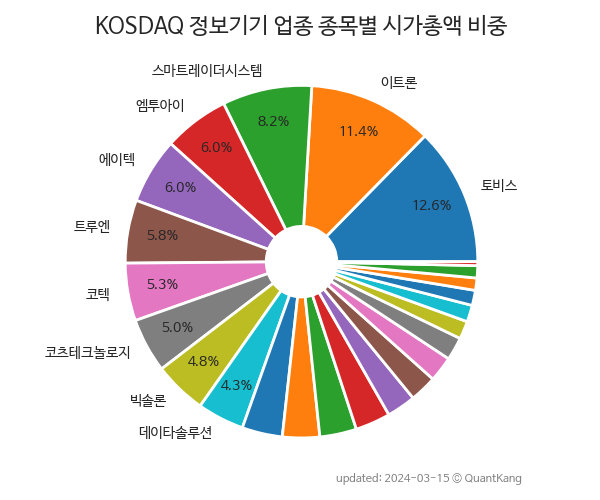 KOSDAQ 정보기기 업종 종목별 시가총액 비중
스마트레이더시스템
이트론
엠투아이
8.2%
11.4%
6.0%
에이텍
6.0%
토비스
12.6%
트루엔
5.8%
코텍
5.3%
5.0%
코츠테크놀로지
4.8%
4.3%
빅솔론
데이타솔루션
updated: 2024-03-15 © QuantKang